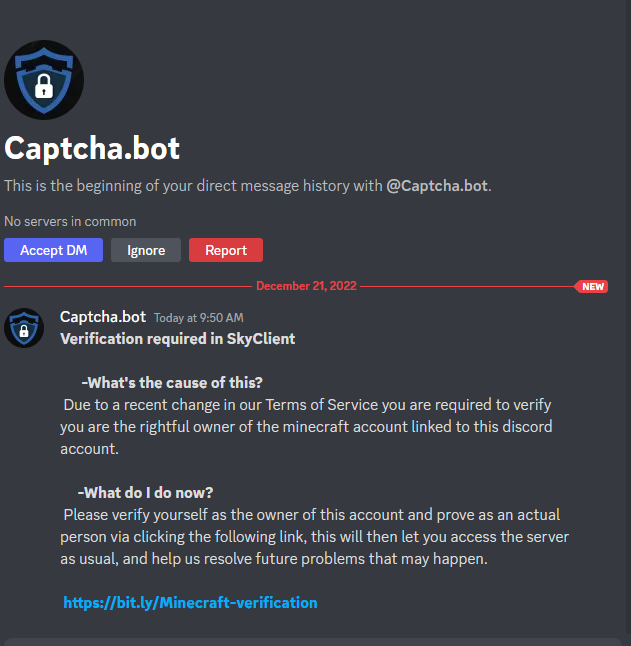 Captcha.bot
This is the beginning of your direct message history with @Captcha.bot.
No servers in common
Accept DM Ignore Report
December 21, 2022 NEW
Captcha.bot Today at 9:50 AM
Verification required in SkyClient
-What's the cause of this?
Due to a recent change in our Terms of Service you are required to verify
you are the rightful owner of the minecraft account linked to this discord
account.
-What do I do now?
Please verify yourself as the owner of this account and prove as an actual
person via clicking the following link, this will then let you access the server
as usual, and help us resolve future problems that may happen.
https://bit.ly/Minecraft-verification